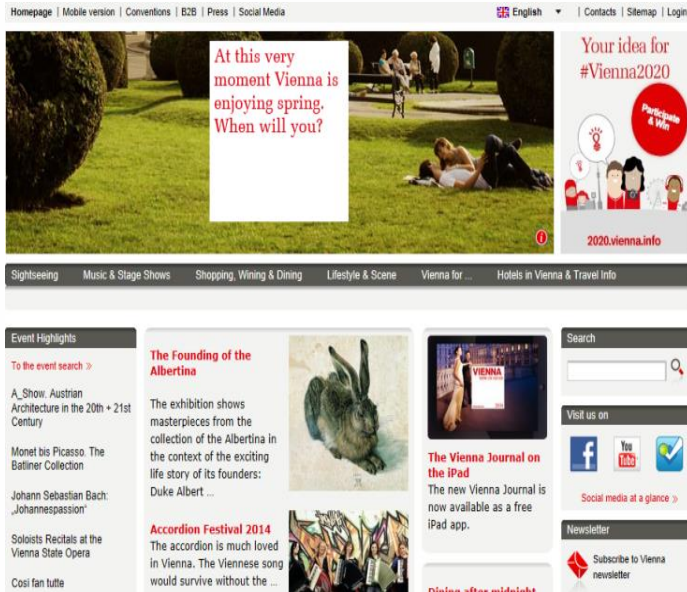 Homepage | Mobile version | Conventions | B2B | Press | Social Media
English
| Contacts | Sitemap | Login
At this very
moment Vienna is
enjoying spring.
When will you?
Your idea for
#Vienna2020
Participate
& Win
2020.vienna.info
Sightseeing
Music & Stage Shows
Shopping, Wining & Dining
Lifestyle & Scene
Vienna for ...
Hotels in Vienna & Travel Info
Event Highlights
To the event search »
A_Show. Austrian
Architecture in the 20th + 21st
Century
Monet bis Picasso. The
Batliner Collection
Johann Sebastian Bach:
„Johannespassion“
Soloists Recitals at the
Vienna State Opera
Cosi fan tutte
The Founding of the
Albertina
The exhibition shows
masterpieces from the
collection of the Albertina in
the context of the exciting
life story of its founders:
Duke Albert ...
Accordion Festival 2014
The accordion is much loved
in Vienna. The Viennese song
would survive without the ...
VIENNA
The Vienna Journal on
the iPad
The new Vienna Journal is
now available as a free
iPad app.
Dining after midnight
Search
Visit us on
f
You
Tube
Social media at a glance »
Newsletter
Subscribe to Vienna
newsletter